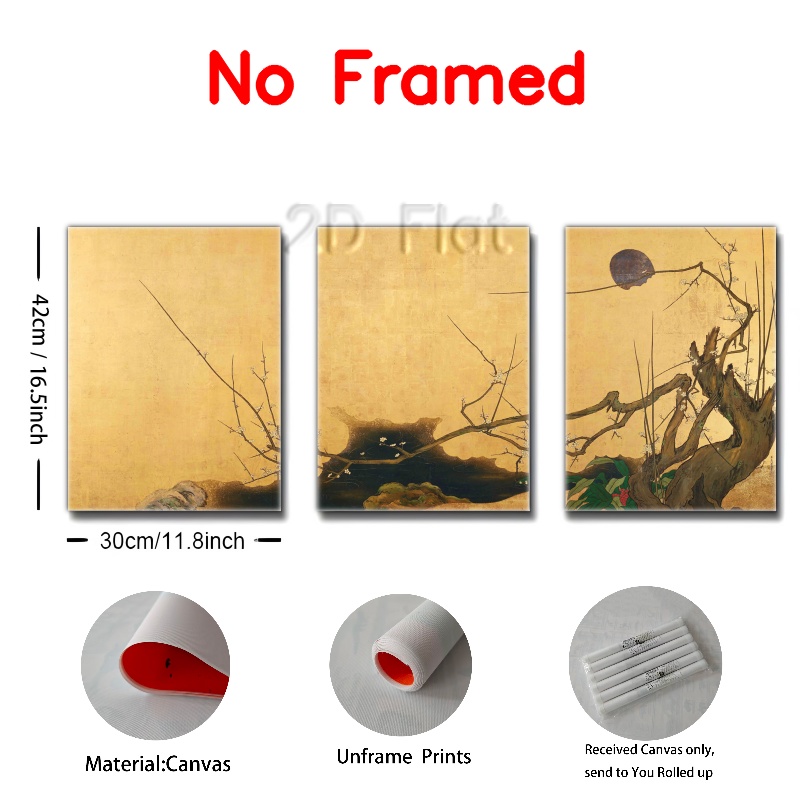 No Framed
2D Flat
42cm / 16.5inch
30cm/11.8inch
Material:Canvas
Unframe Prints
Received Canvas only,
send to You Rolled up